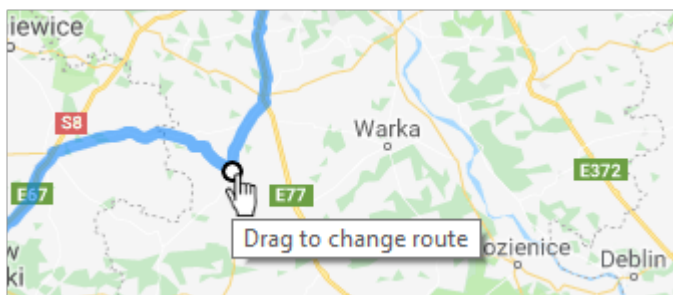 iewice
S8
Warka
E67
E77
E372
Drag to change route
ozienice
Deblin
w
ki